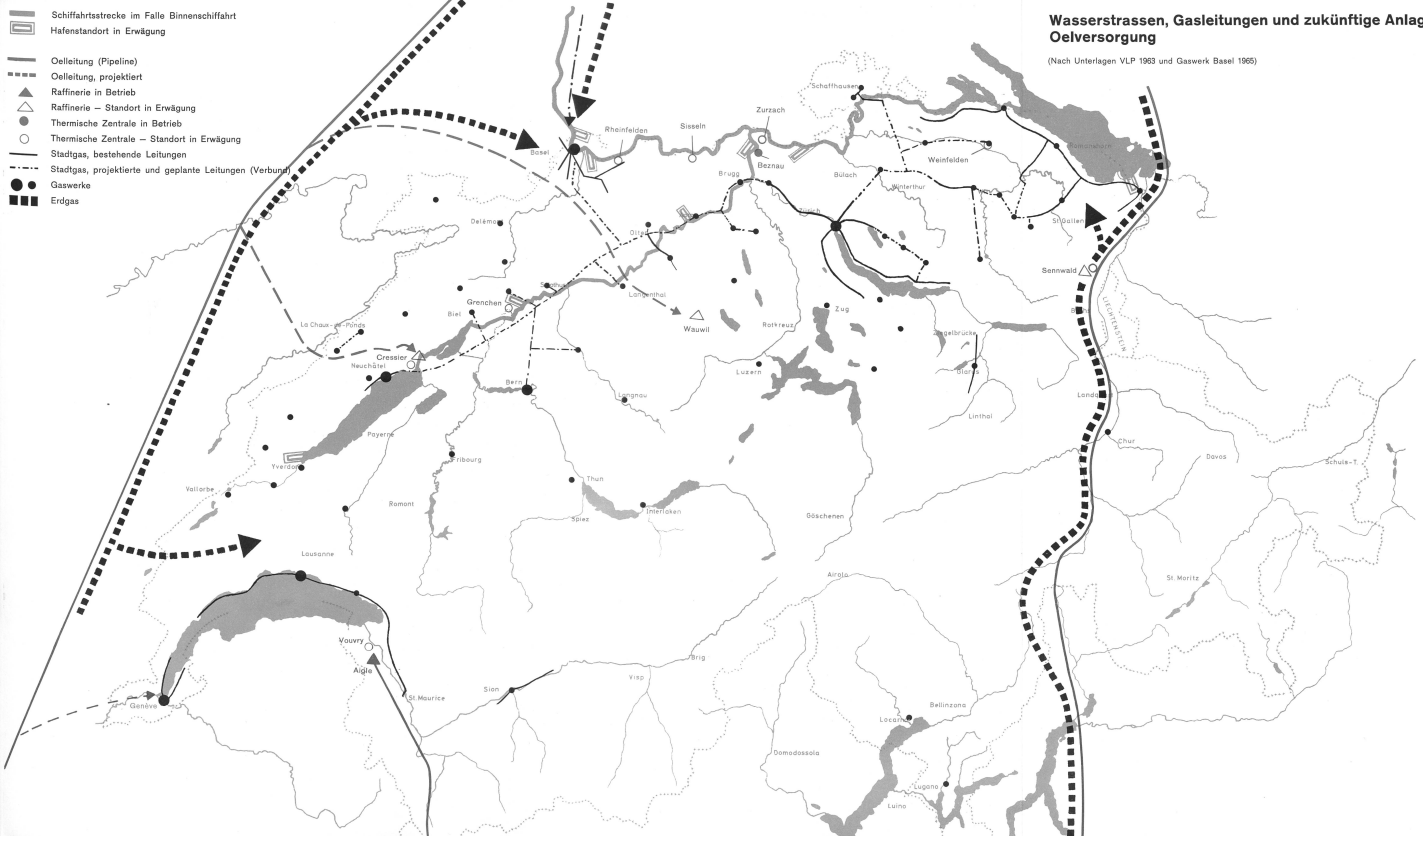 Schiffahrtsstrecke im Falle Binnenschiffahrt
Hafenstandort in Erwägung
Oelleitung (Pipeline)
Oelleitung, projektiert
Raffinerie in Betrieb
Raffinerie — Standort in Erwägung
Thermische Zentrale in Betrieb
Thermische Zentrale — Standort in Erwägung
Stadtgas, bestehende Leitungen
Stadtgas, projektierte und geplante Leitungen (Verbund)
Gaswerke
Erdgas
Wasserstrassen, Gasleitungen und zukünftige Anlag
Oelversorgung
(Nach Unterlagen VLP 1963 und Gaswerk Basel 1965)
Schaffhausen
Zurzach
Rheinfelden
Sisseln
Basel
Beznau
Weinfelden
Romanshorn
Brugg
Bülach
Winterthur
Zürich
St.Gallen
Delémont
Olten
Sennwald
Langenthal
Grenchen
Biel
Wauwil
Rotkreuz
Zug
Ziegelbrücke
LIECHTENSTEIN
La Chaux-de-Fonds
Cressier
Neuchâtel
Luzern
Glarus
Bern
Langnau
Linthal
Payerne
Chur
Davos
Yverdon
Fribourg
Schuls-T.
Vallorbe
Thun
Romont
Interlaken
Spiez
Göschenen
Lausanne
Airolo
St. Moritz
Vouvry
Aigle
Brig
Visp
Genève
St.Maurice
Sion
Bellinzona
Locarno
Domodossola
Lugano
Luino